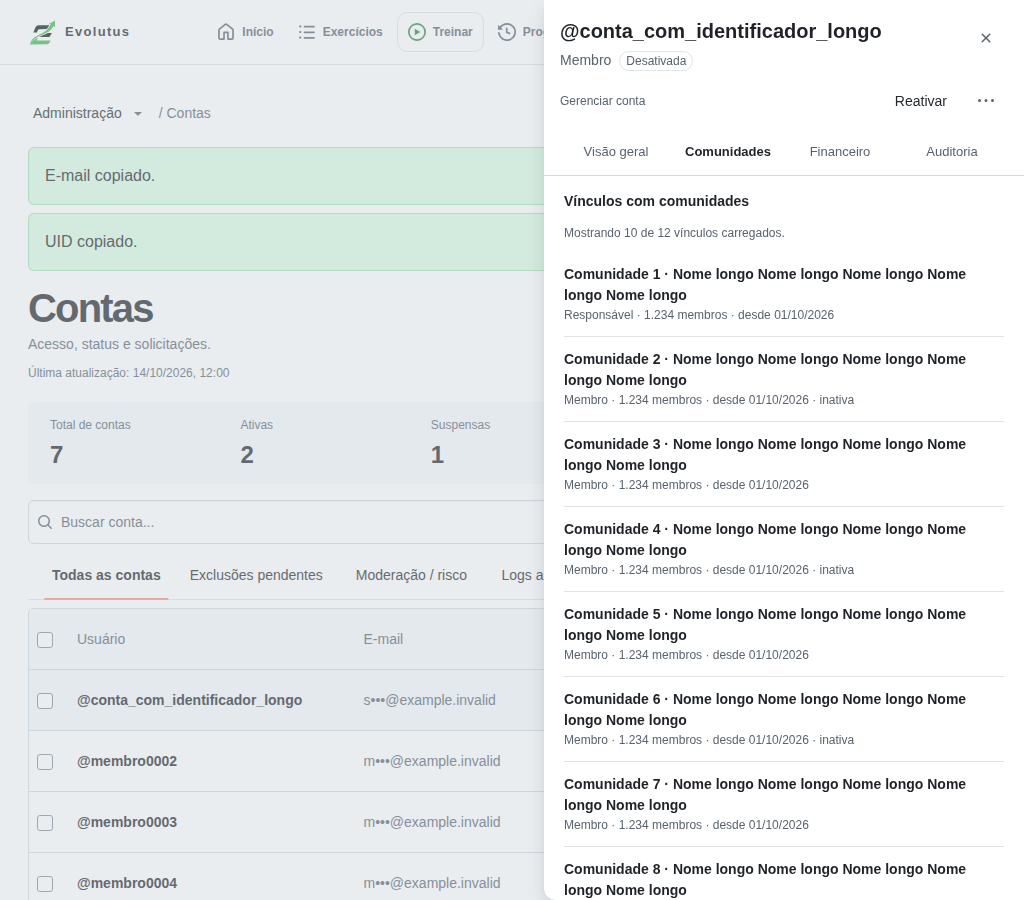 Evolutus
Início
Exercícios
Treinar
Administração / Contas
E-mail copiado.
UID copiado.
Contas
Acesso, status e solicitações.
Última atualização: 14/10/2026, 12:00
Total de contas
Ativas
Suspensas
7
2
1
Buscar conta...
Todas as contas
Exclusões pendentes
Moderação / risco
Logs a
Usuário
E-mail
@conta_com_identificador_longo
s•••@example.invalid
@membro0002
m•••@example.invalid
@membro0003
m•••@example.invalid
@membro0004
m•••@example.invalid
@conta_com_identificador_longo
Membro
Desativada
Gerenciar conta
Reativar
Visão geral
Comunidades
Financeiro
Auditoria
Vínculos com comunidades
Mostrando 10 de 12 vínculos carregados.
Comunidade 1 · Nome longo Nome longo Nome longo Nome
longo Nome longo
Responsável · 1.234 membros · desde 01/10/2026
Comunidade 2 · Nome longo Nome longo Nome longo Nome
longo Nome longo
Membro · 1.234 membros · desde 01/10/2026 · inativa
Comunidade 3 · Nome longo Nome longo Nome longo Nome
longo Nome longo
Membro · 1.234 membros · desde 01/10/2026
Comunidade 4 · Nome longo Nome longo Nome longo Nome
longo Nome longo
Membro · 1.234 membros · desde 01/10/2026 · inativa
Comunidade 5 · Nome longo Nome longo Nome longo Nome
longo Nome longo
Membro · 1.234 membros · desde 01/10/2026
Comunidade 6 · Nome longo Nome longo Nome longo Nome
longo Nome longo
Membro · 1.234 membros · desde 01/10/2026 · inativa
Comunidade 7 · Nome longo Nome longo Nome longo Nome
longo Nome longo
Membro · 1.234 membros · desde 01/10/2026
Comunidade 8 · Nome longo Nome longo Nome longo Nome
longo Nome longo